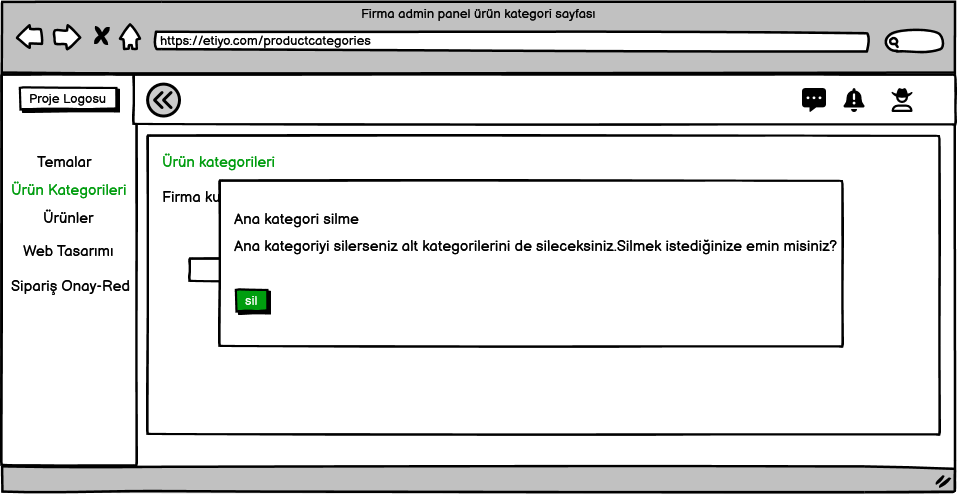 Firma admin panel ürün kategori sayfası
https://etiyo.com/productcategories
Proje Logosu
Temalar
Ürün Kategorileri
Ürünler
Web Tasarımı
Sipariş Onay-Red
Ürün kategorileri
Firma ku
Ana kategori silme
Ana kategoriyi silerseniz alt kategorilerini de sileceksiniz.Silmek istediğinize emin misiniz?
sil